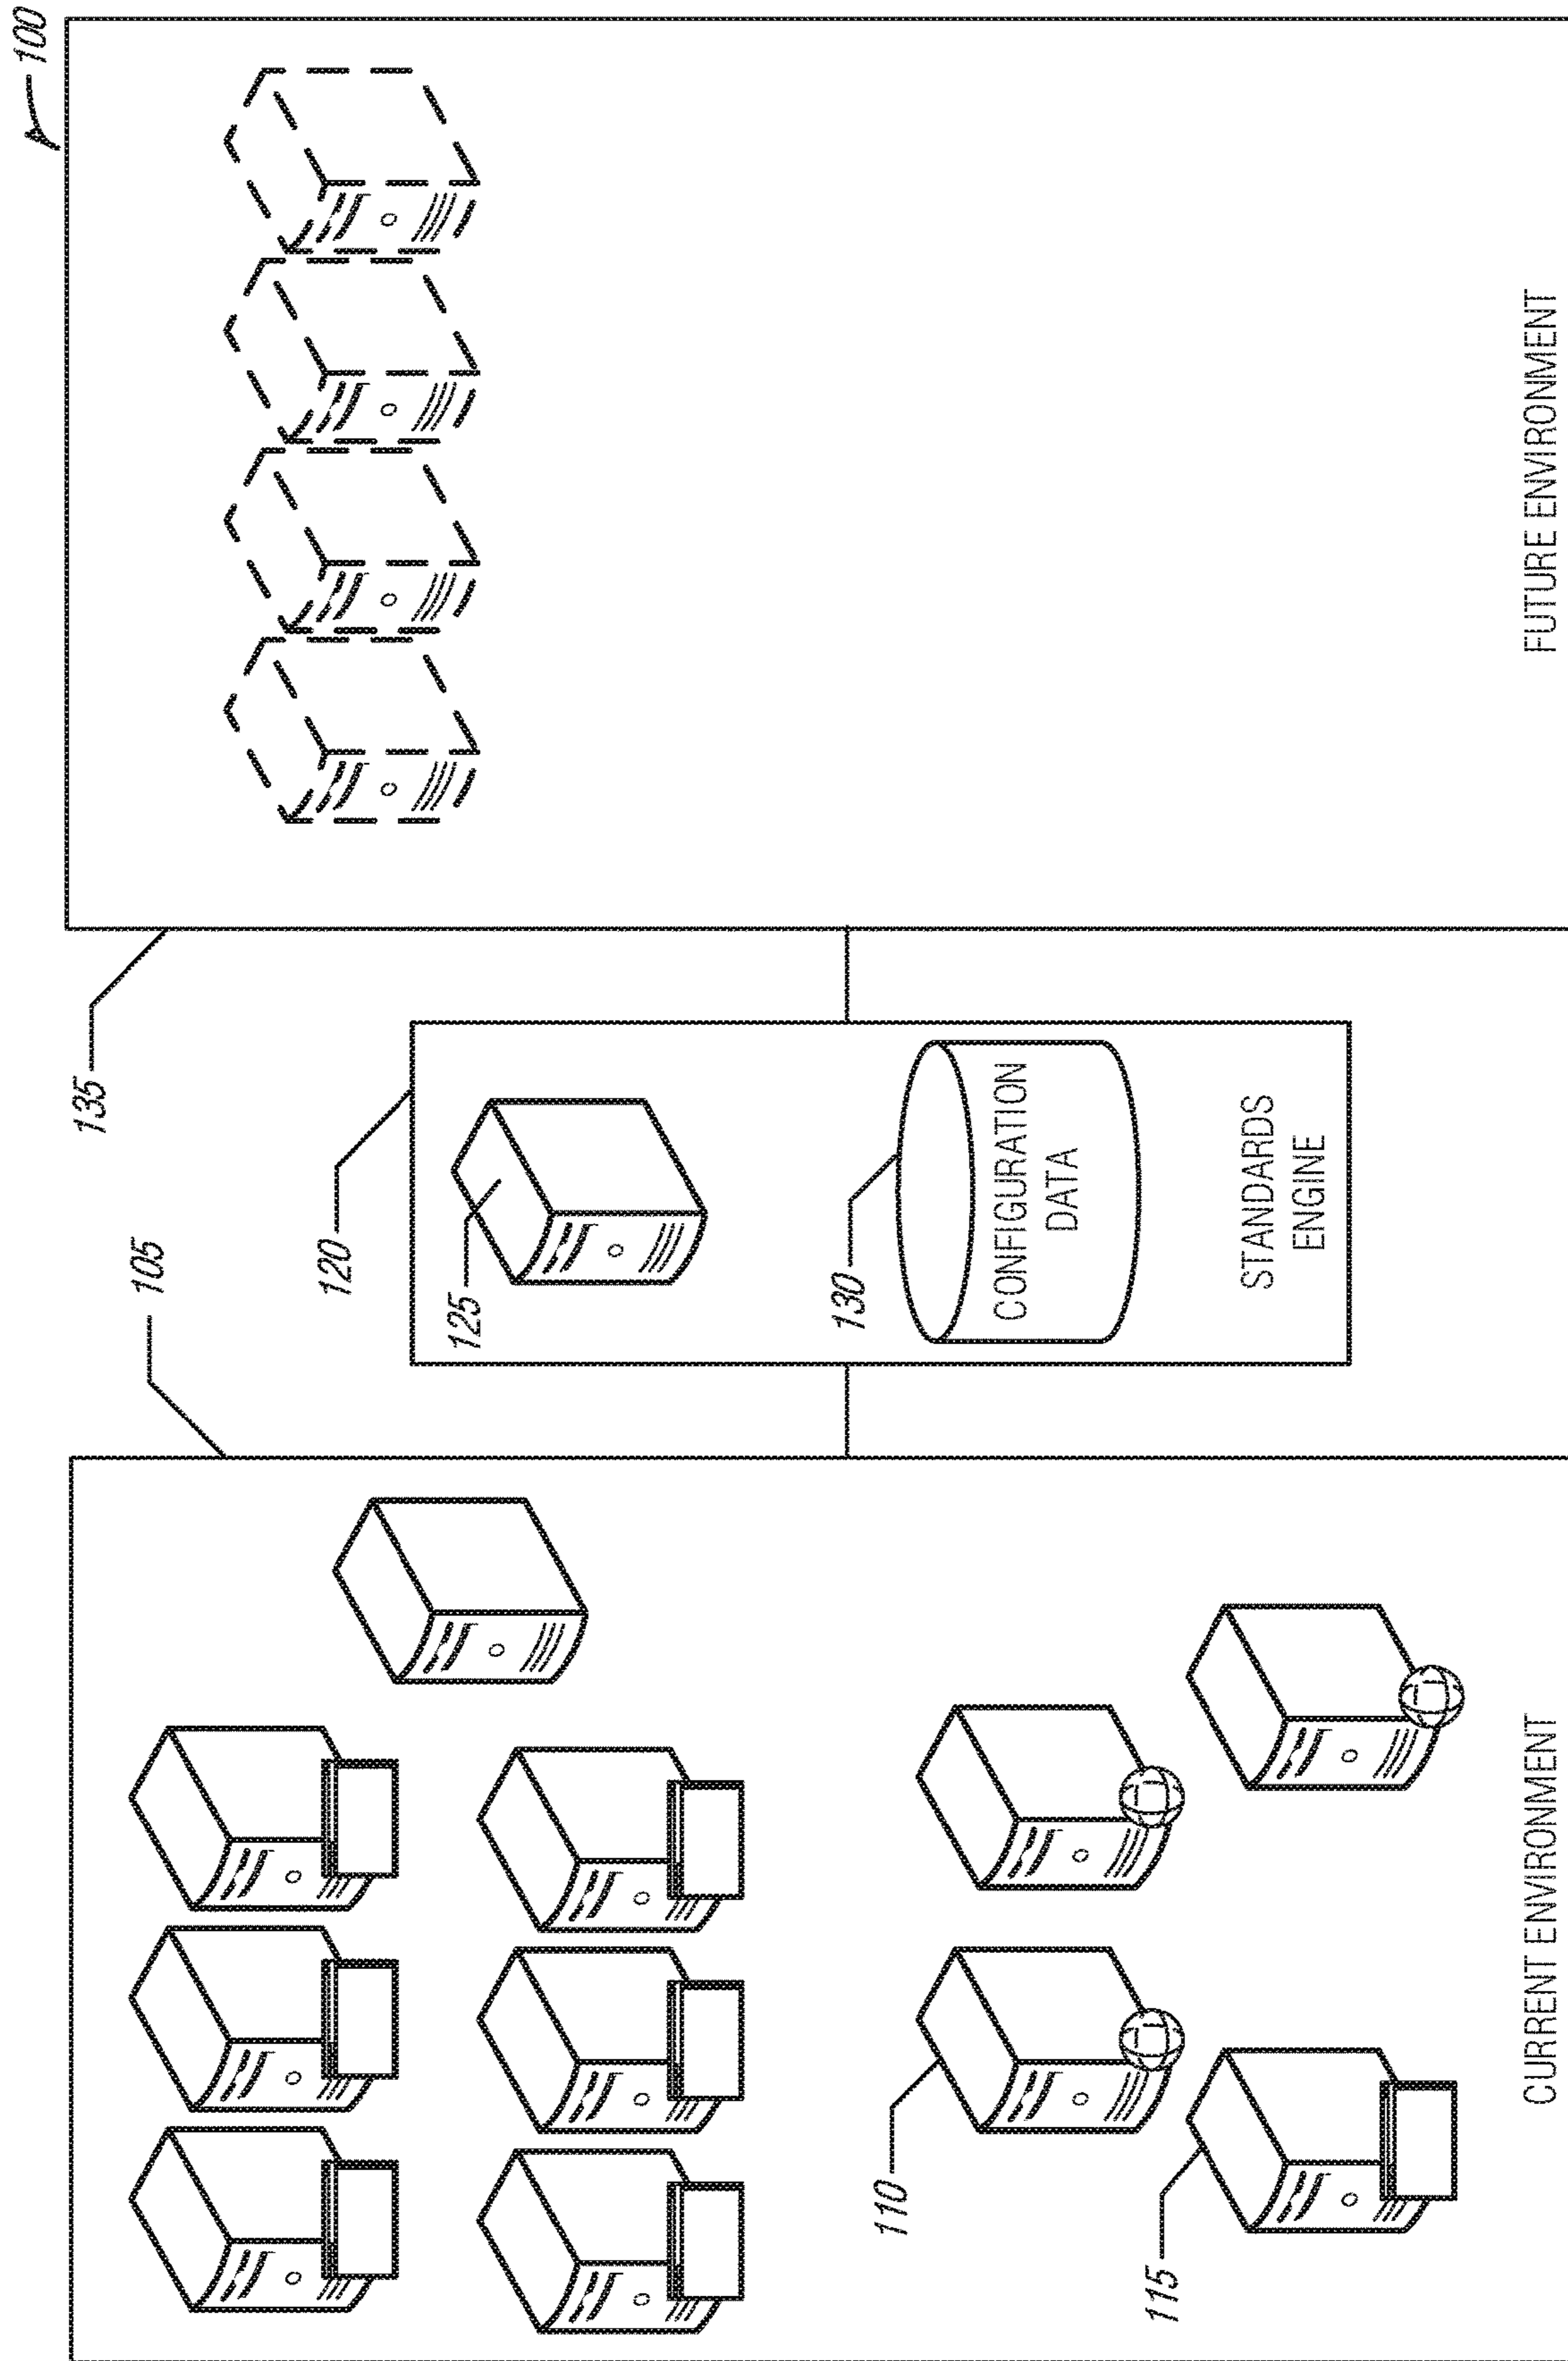 100
135
105
120
125
130
CONFIGURATION
DATA
STANDARDS
ENGINE
110
115
CURRENT ENVIRONMENT
FUTURE ENVIRONMENT